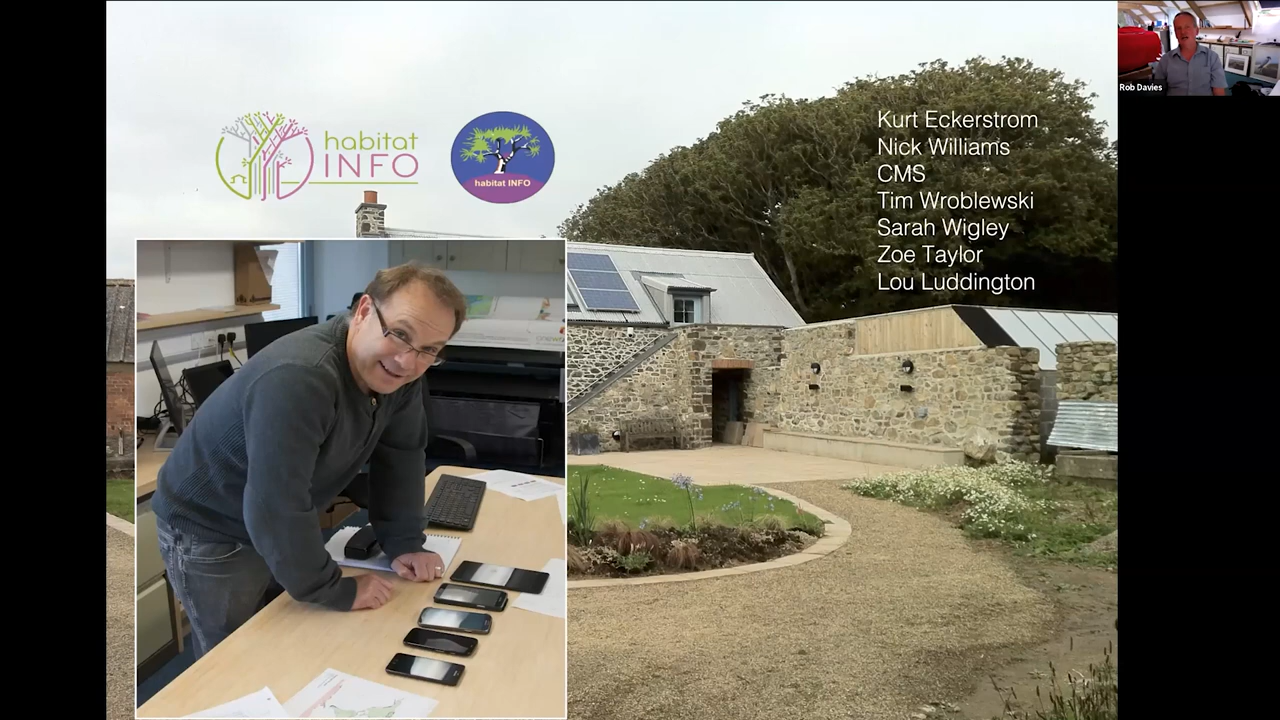 habitat
INFO
habitat INFO
Kurt Eckerstrom
Nick Williams
CMS
Tim Wroblewski
Sarah Wigley
Zoe Taylor
Lou Luddington
Rob Davies